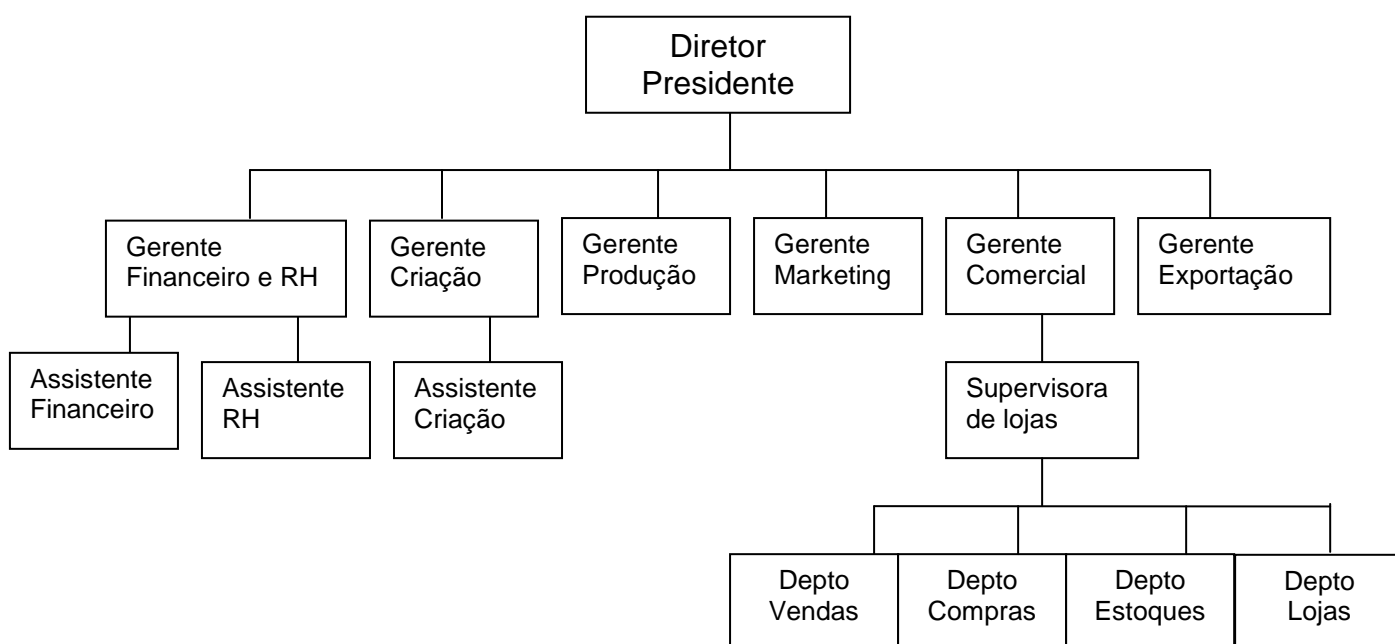 Diretor
Presidente
Gerente
Financeiro e RH
Gerente
Criação
Gerente
Produção
Gerente
Marketing
Gerente
Comercial
Gerente
Exportação
Assistente
Financeiro
Assistente
RH
Assistente
Criação
Supervisora
de lojas
Depto
Vendas
Depto
Compras
Depto
Estoques
Depto
Lojas